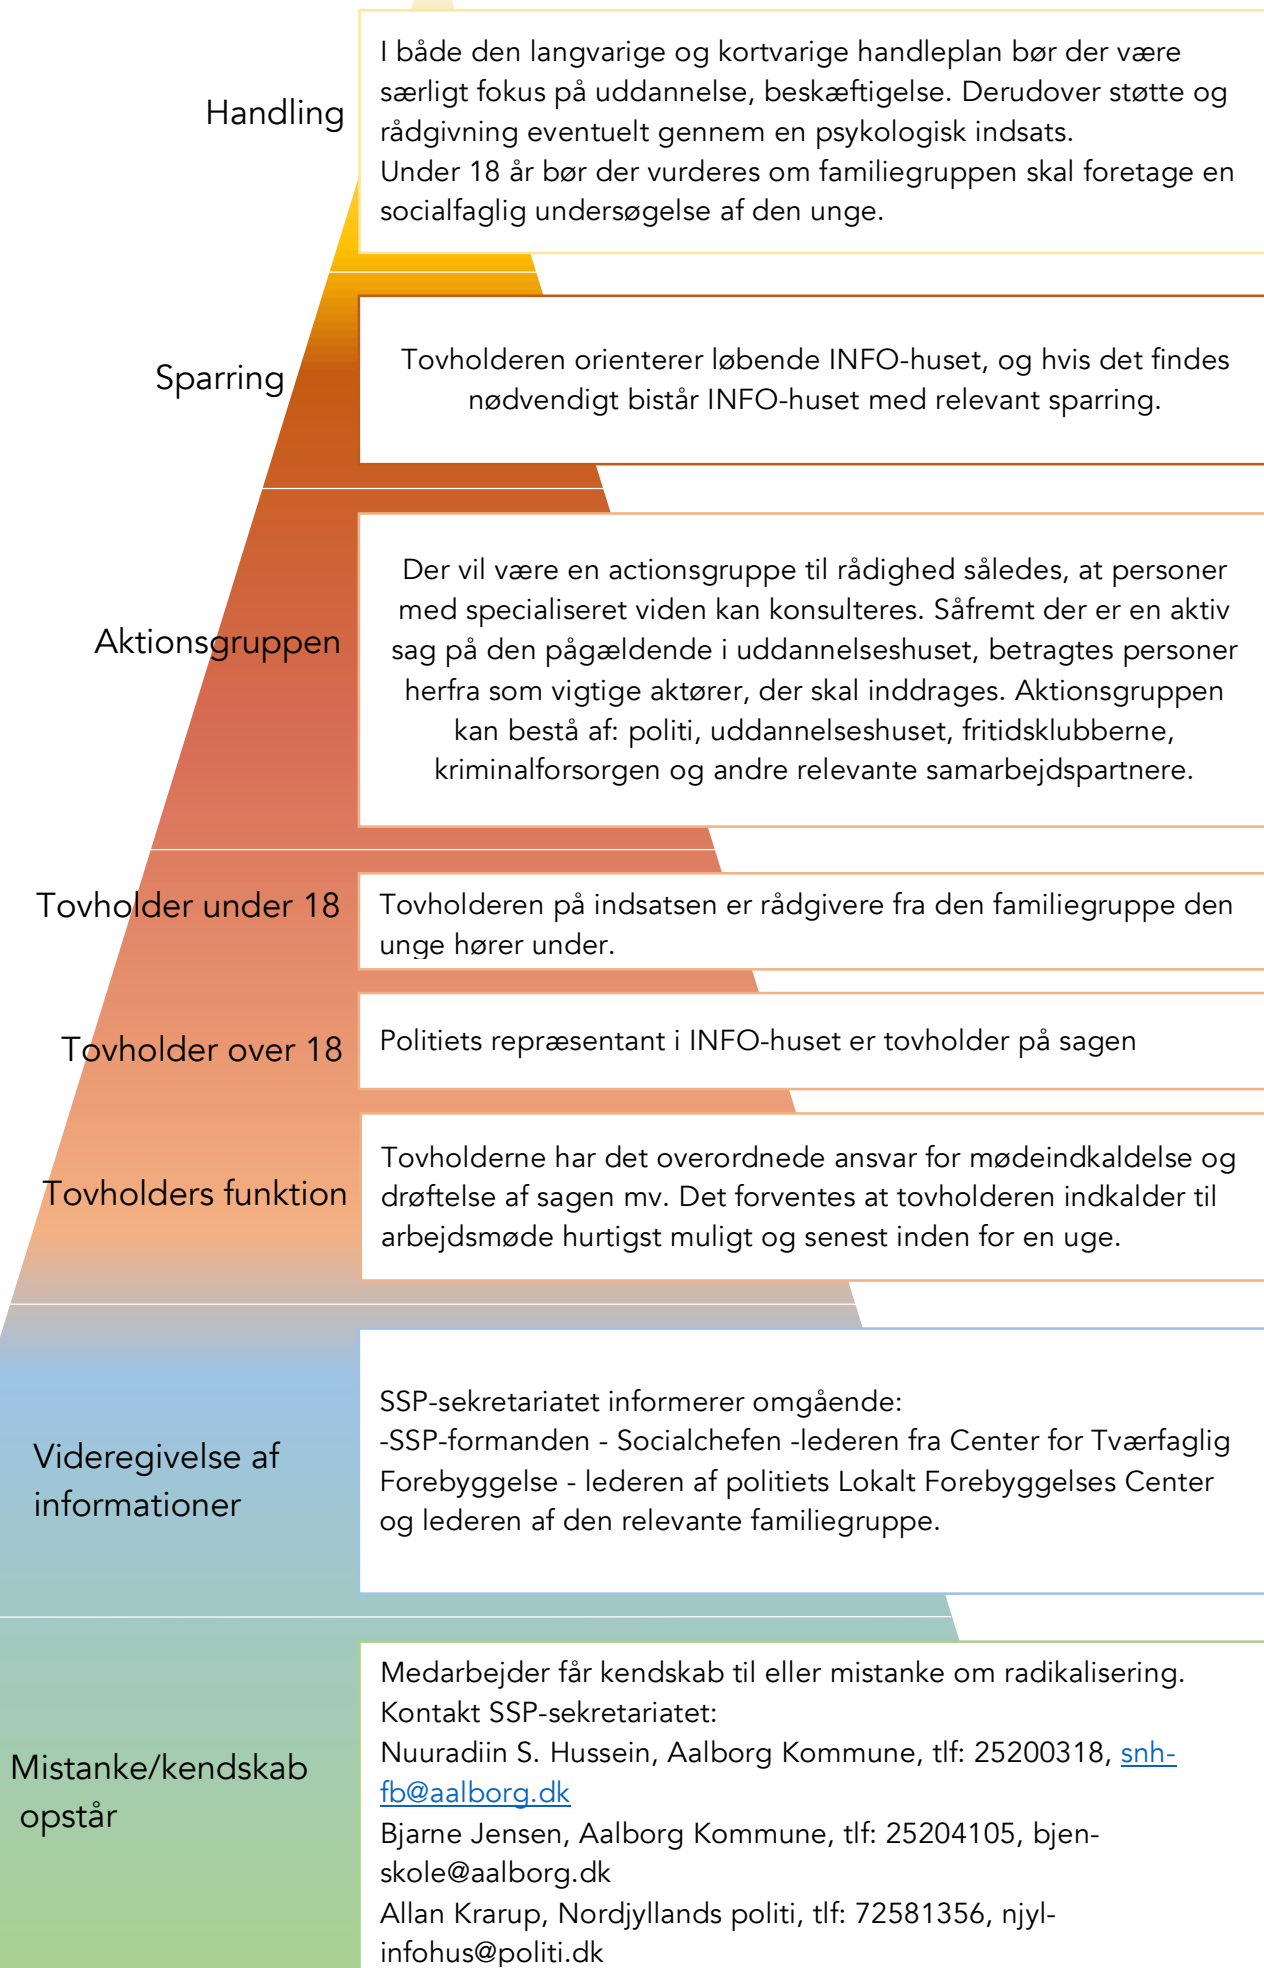 Handling
I både den langvarige og kortvarige handleplan bør der være
særligt fokus på uddannelse, beskæftigelse. Derudover støtte og
rådgivning eventuelt gennem en psykologisk indsats.
Under 18 år bør der vurderes om familiegruppen skal foretage en
socialfaglig undersøgelse af den unge.
Sparring
Tovholderen orienterer løbende INFO-huset, og hvis det findes
nødvendigt bistår INFO-huset med relevant sparring.
Aktionsgruppen
Der vil være en actionsgruppe til rådighed således, at personer
med specialiseret viden kan konsulteres. Såfremt der er en aktiv
sag på den pågældende i uddannelseshuset, betragtes personer
herfra som vigtige aktører, der skal inddrages. Aktionsgruppen
kan bestå af: politi, uddannelseshuset, fritidsklubberne,
kriminalforsorgen og andre relevante samarbejdspartnere.
Tovholder under 18
Tovholderen på indsatsen er rådgivere fra den familiegruppe den
unge hører under.
Tovholder over 18
Politiets repræsentant i INFO-huset er tovholder på sagen
Tovholders funktion
Tovholderne har det overordnede ansvar for mødeindkaldelse og
drøftelse af sagen mv. Det forventes at tovholderen indkalder til
arbejdsmøde hurtigst muligt og senest inden for en uge.
Videregivelse af
informationer
SSP-sekretariatet informerer omgående:
-SSP-formanden - Socialchefen -lederen fra Center for Tværfaglig
Forebyggelse - lederen af politiets Lokalt Forebyggelses Center
og lederen af den relevante familiegruppe.
Mistanke/kendskab
opstår
Medarbejder får kendskab til eller mistanke om radikalisering.
Kontakt SSP-sekretariatet:
Nuuradiin S. Hussein, Aalborg Kommune, tlf: 25200318, snh-
fb@aalborg.dk
Bjarne Jensen, Aalborg Kommune, tlf: 25204105, bjen-
skole@aalborg.dk
Allan Krarup, Nordjyllands politi, tlf: 72581356, njyl-
infohus@politi.dk